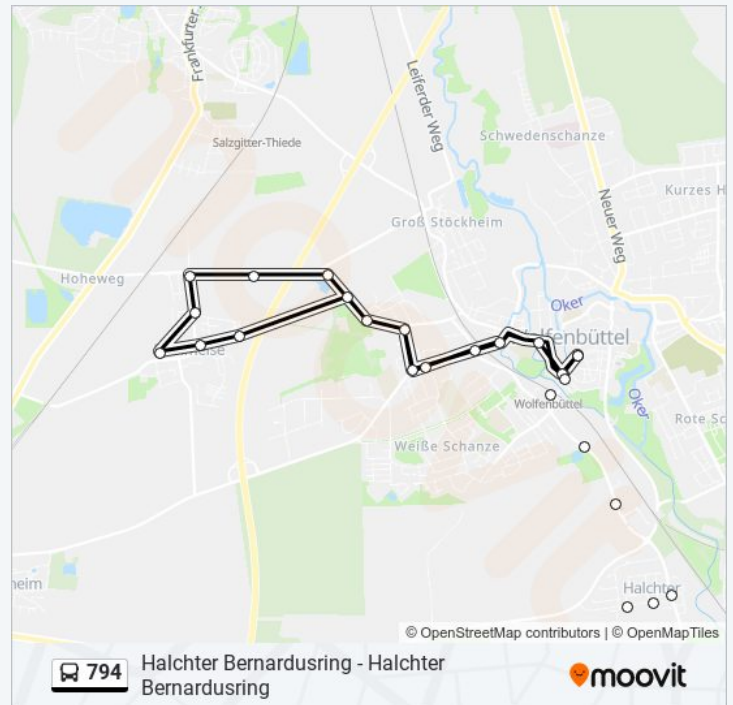 Frankfurter
Leiferder Weg
Schwedenschanze
Salzgitter-Thiede
Kurzes H
Neuer Weg
Groß Stöckheim
Hoheweg
Oker
Wolfenbüttel
Wolfenbüttel
Oker
Rote Sc
Weiße Schanze
heim
Halchter
© OpenStreetMap contributors | © OpenMapTiles
794
Halchter Bernardusring - Halchter
Bernardusring
moovit